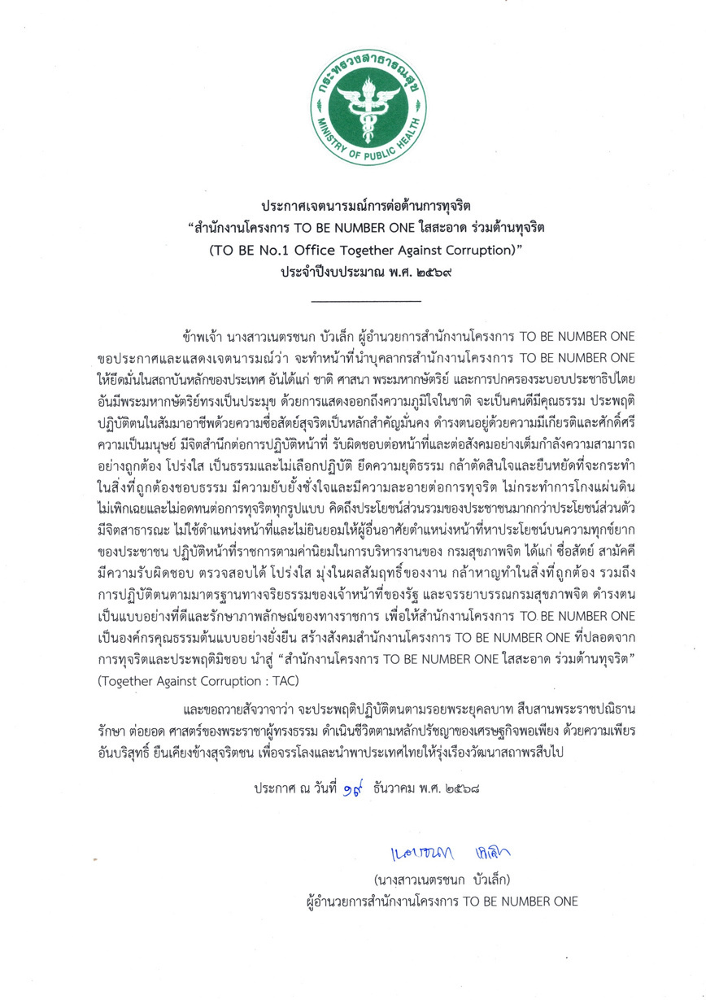 กระทรวงสาธารณสุข
MINISTRY OF PUBLIC HEALTH
ประกาศเจตนารมณ์การต่อต้านการทุจริต
“สำนักงานโครงการ TO BE NUMBER ONE ใสสะอาด ร่วมต้านทุจริต
(TO BE No.1 Office Together Against Corruption)”
ประจำปีงบประมาณ พ.ศ. ๒๕๖๙
ข้าพเจ้า นางสาวเนตรชนก บัวเล็ก ผู้อำนวยการสำนักงานโครงการ TO BE NUMBER ONE
ขอประกาศและแสดงเจตนารมณ์ว่า จะทำหน้าที่นำบุคลากรสำนักงานโครงการ TO BE NUMBER ONE
ให้ยึดมั่นในสถาบันหลักของประเทศ อันได้แก่ ชาติ ศาสนา พระมหากษัตริย์ และการปกครองระบอบประชาธิปไตย
อันมีพระมหากษัตริย์ทรงเป็นประมุข ด้วยการแสดงออกถึงความภูมิใจในชาติ จะเป็นคนดีมีคุณธรรม ประพฤติ
ปฏิบัติตนในสัมมาอาชีพด้วยความซื่อสัตย์สุจริตเป็นหลักสำคัญมั่นคง ดำรงตนอยู่ด้วยความมีเกียรติและศักดิ์ศรี
ความเป็นมนุษย์ มีจิตสำนึกต่อการปฏิบัติหน้าที่ รับผิดชอบต่อหน้าที่และต่อสังคมอย่างเต็มกำลังความสามารถ
อย่างถูกต้อง โปร่งใส เป็นธรรมและไม่เลือกปฏิบัติ ยึดความยุติธรรม กล้าตัดสินใจและยืนหยัดที่จะกระทำ
ในสิ่งที่ถูกต้องชอบธรรม มีความยับยั้งชั่งใจและมีความละอายต่อการทุจริต ไม่กระทำการโกงแผ่นดิน
ไม่เพิกเฉยและไม่อดทนต่อการทุจริตทุกรูปแบบ คิดถึงประโยชน์ส่วนรวมของประชาชนมากกว่าประโยชน์ส่วนตัว
มีจิตสาธารณะ ไม่ใช้ตำแหน่งหน้าที่และไม่ยินยอมให้ผู้อื่นอาศัยตำแหน่งหน้าที่หาประโยชน์บนความทุกข์ยาก
ของประชาชน ปฏิบัติหน้าที่ราชการตามค่านิยมในการบริหารงานของ กรมสุขภาพจิต ได้แก่ ซื่อสัตย์ สามัคคี
มีความรับผิดชอบ ตรวจสอบได้ โปร่งใส มุ่งในผลสัมฤทธิ์ของงาน กล้าหาญทำในสิ่งที่ถูกต้อง รวมถึง
การปฏิบัติตนตามมาตรฐานทางจริยธรรมของเจ้าหน้าที่ของรัฐ และจรรยาบรรณกรมสุขภาพจิต ดำรงตน
เป็นแบบอย่างที่ดีและรักษาภาพลักษณ์ของทางราชการ เพื่อให้สำนักงานโครงการ TO BE NUMBER ONE
เป็นองค์กรคุณธรรมต้นแบบอย่างยั่งยืน สร้างสังคมสำนักงานโครงการ TO BE NUMBER ONE ที่ปลอดจาก
การทุจริตและประพฤติมิชอบ นำสู่ “สำนักงานโครงการ TO BE NUMBER ONE ใสสะอาด ร่วมต้านทุจริต”
(Together Against Corruption : TAC)
และขอถวายสัจวาจาว่า จะประพฤติปฏิบัติตนตามรอยพระยุคลบาท สืบสานพระราชปณิธาน
รักษา ต่อยอด ศาสตร์ของพระราชาผู้ทรงธรรม ดำเนินชีวิตตามหลักปรัชญาของเศรษฐกิจพอเพียง ด้วยความเพียร
อันบริสุทธิ์ ยืนเคียงข้างสุจริตชน เพื่อจรรโลงและนำพาประเทศไทยให้รุ่งเรืองวัฒนาสถาพรสืบไป
ประกาศ ณ วันที่ ๑๙ ธันวาคม พ.ศ. ๒๕๖๘
เนตรชนก บัวเล็ก
(นางสาวเนตรชนก บัวเล็ก)
ผู้อำนวยการสำนักงานโครงการ TO BE NUMBER ONE